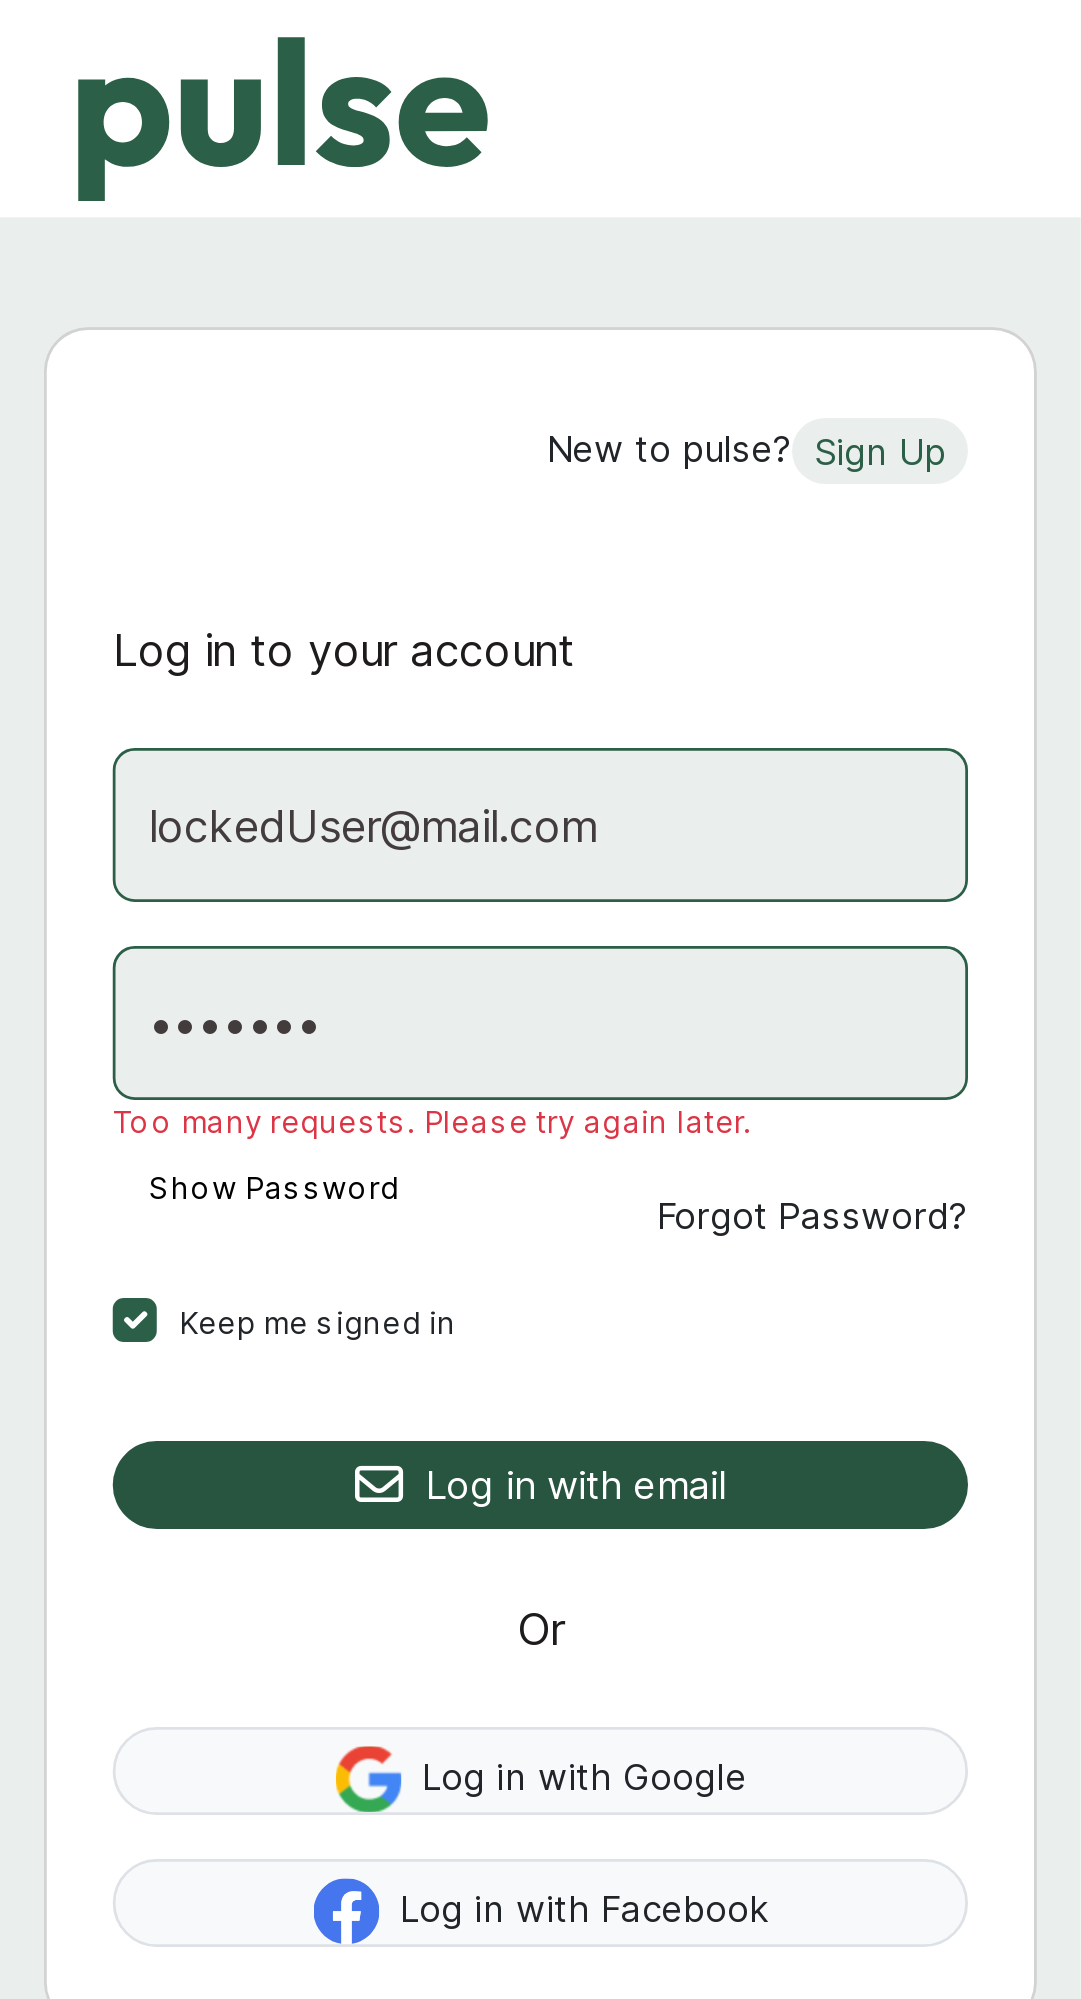 pulse
New to pulse? Sign Up
Log in to your account
lockedUser@mail.com
•••••••
Too many requests. Please try again later.
Show Password
Forgot Password?
Keep me signed in
Log in with email
Or
Log in with Google
Log in with Facebook